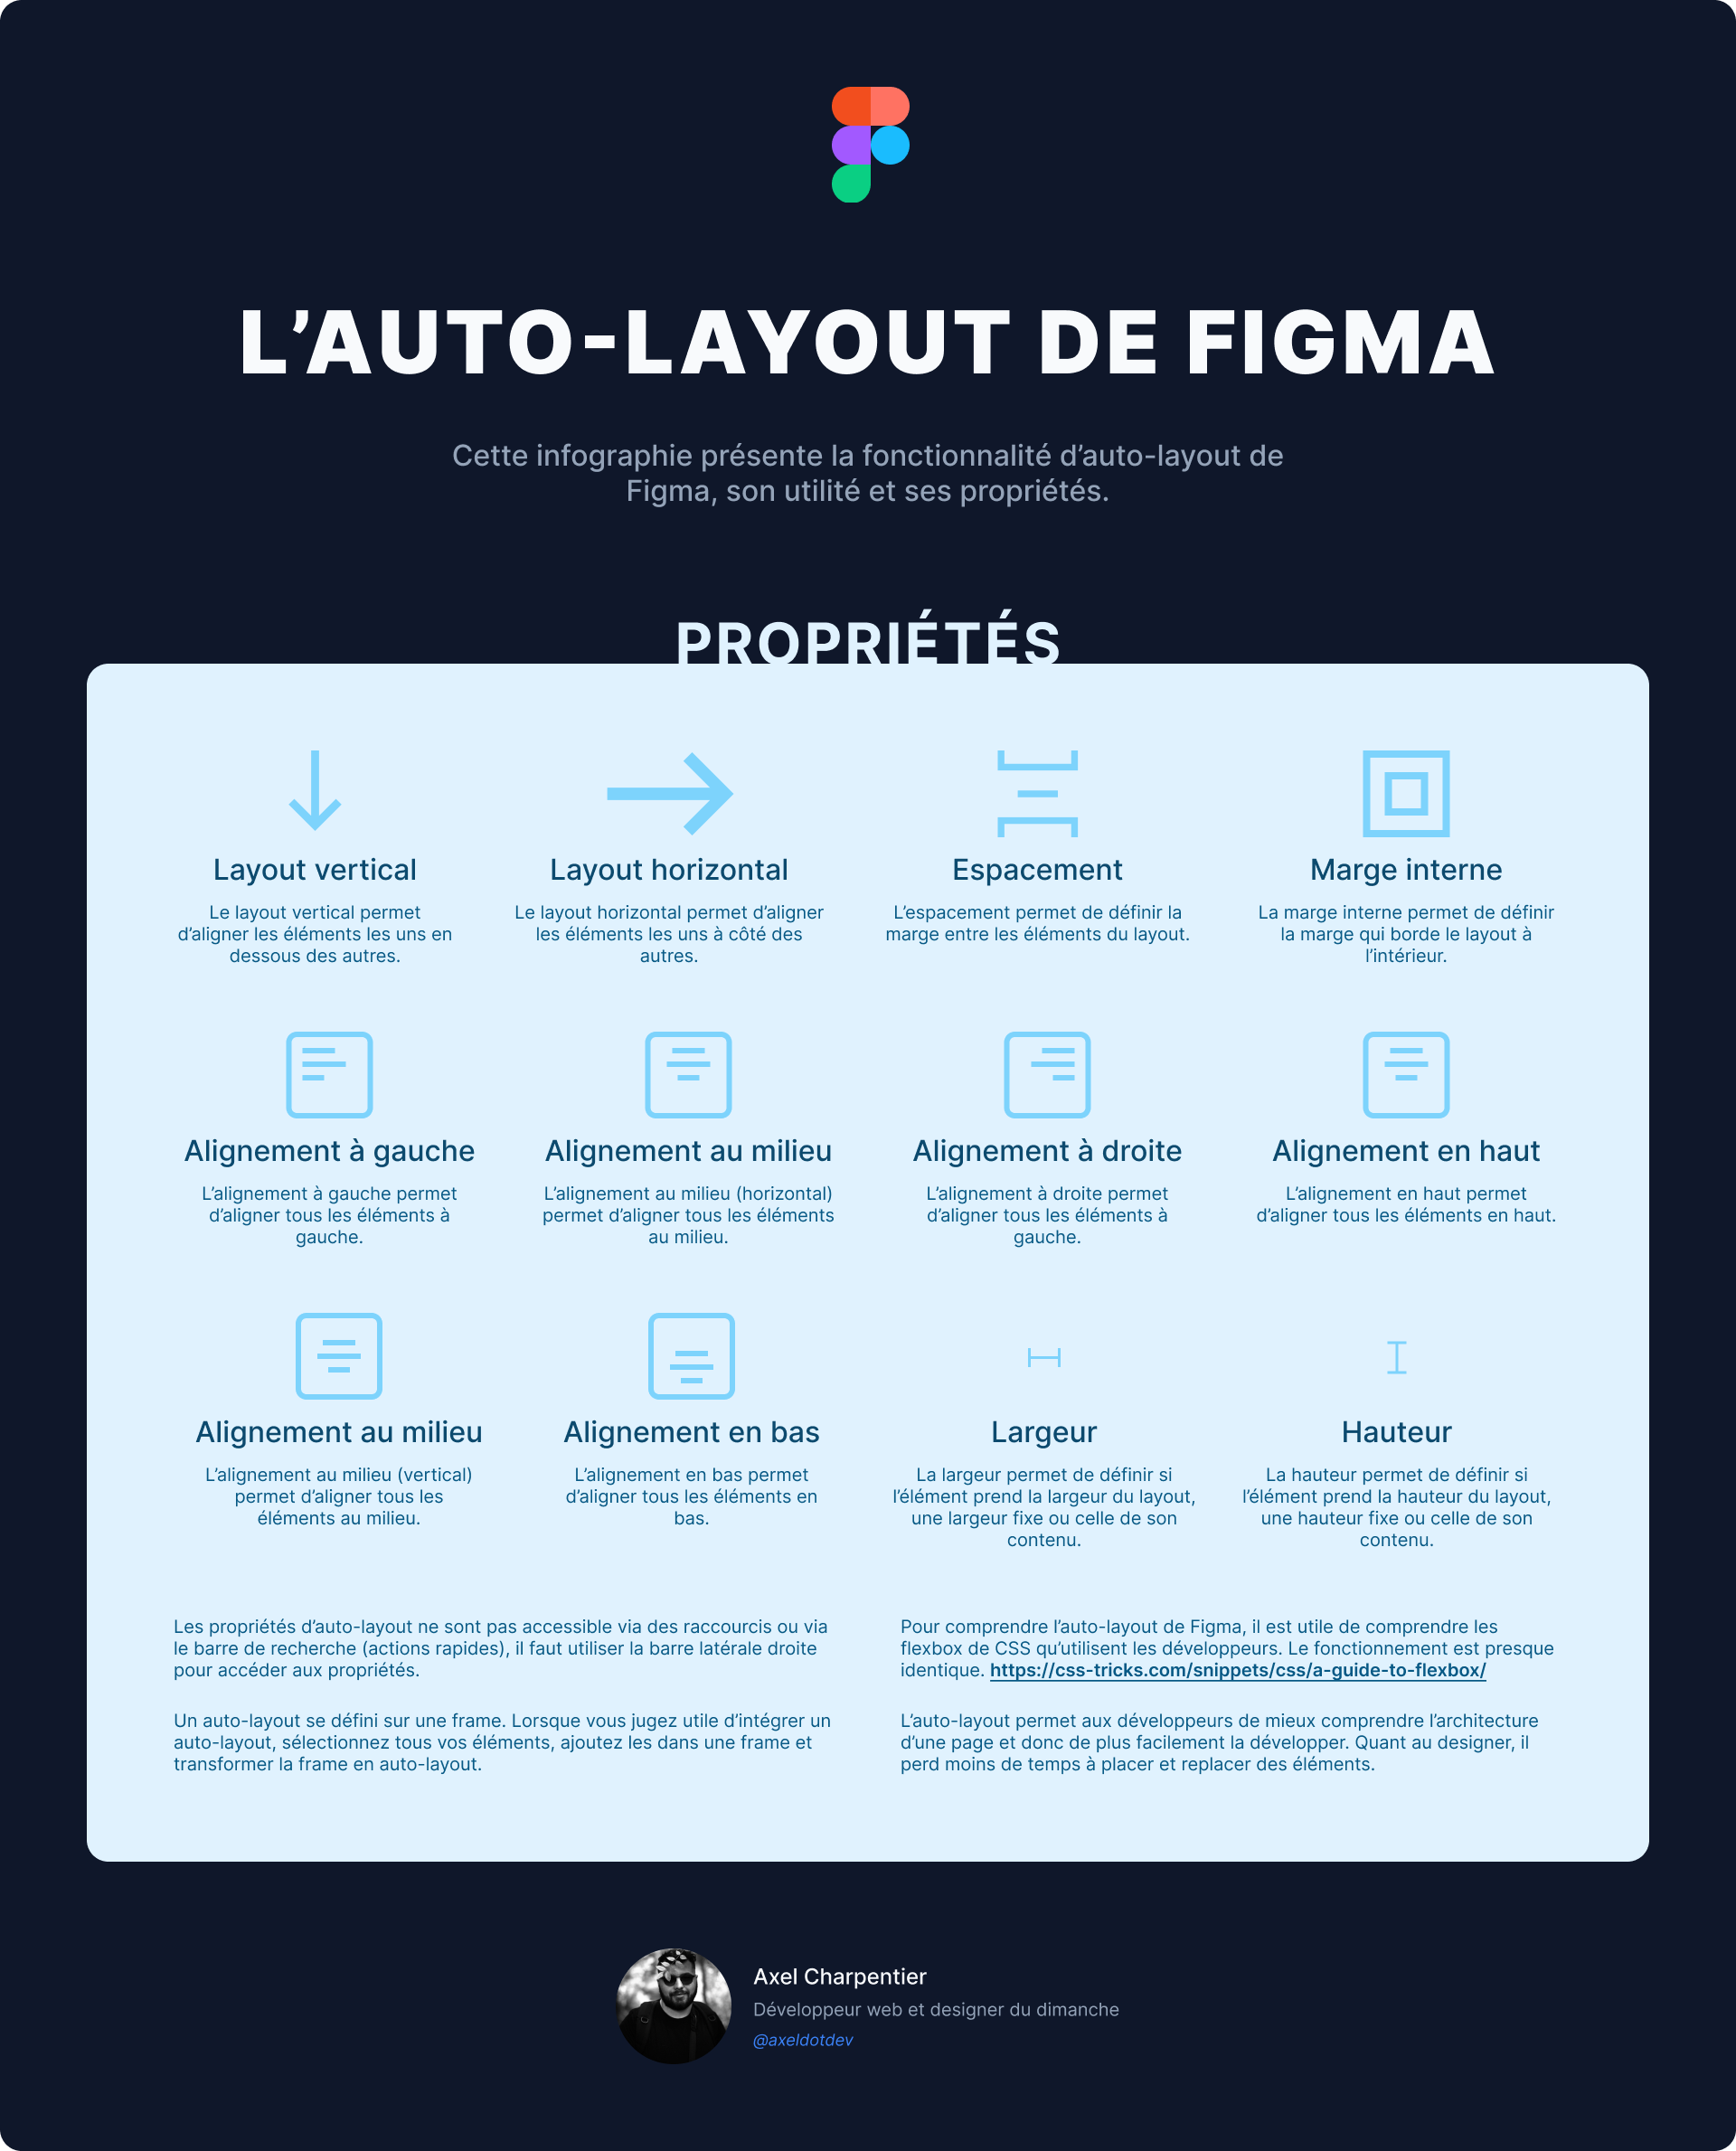 L’AUTO-LAYOUT DE FIGMA
Cette infographie présente la fonctionnalité d’auto-layout de
Figma, son utilité et ses propriétés.
PROPRIÉTÉS
Layout vertical
Le layout vertical permet
d’aligner les éléments les uns en
dessous des autres.
Layout horizontal
Le layout horizontal permet d’aligner
les éléments les uns à côté des
autres.
Espacement
L’espacement permet de définir la
marge entre les éléments du layout.
Marge interne
La marge interne permet de définir
la marge qui borde le layout à
l’intérieur.
Alignement à gauche
L’alignement à gauche permet
d’aligner tous les éléments à
gauche.
Alignement au milieu
L’alignement au milieu (horizontal)
permet d’aligner tous les éléments
au milieu.
Alignement à droite
L’alignement à droite permet
d’aligner tous les éléments à
gauche.
Alignement en haut
L’alignement en haut permet
d’aligner tous les éléments en haut.
Alignement au milieu
L’alignement au milieu (vertical)
permet d’aligner tous les
éléments au milieu.
Alignement en bas
L’alignement en bas permet
d’aligner tous les éléments en
bas.
Largeur
La largeur permet de définir si
l’élément prend la largeur du layout,
une largeur fixe ou celle de son
contenu.
Hauteur
La hauteur permet de définir si
l’élément prend la hauteur du layout,
une hauteur fixe ou celle de son
contenu.
Les propriétés d’auto-layout ne sont pas accessible via des raccourcis ou via
le barre de recherche (actions rapides), il faut utiliser la barre latérale droite
pour accéder aux propriétés.
Un auto-layout se défini sur une frame. Lorsque vous jugez utile d’intégrer un
auto-layout, sélectionnez tous vos éléments, ajoutez les dans une frame et
transformer la frame en auto-layout.
Pour comprendre l’auto-layout de Figma, il est utile de comprendre les
flexbox de CSS qu’utilisent les développeurs. Le fonctionnement est presque
identique. https://css-tricks.com/snippets/css/a-guide-to-flexbox/
L’auto-layout permet aux développeurs de mieux comprendre l’architecture
d’une page et donc de plus facilement la développer. Quant au designer, il
perd moins de temps à placer et replacer des éléments.
Axel Charpentier
Développeur web et designer du dimanche
@axeldotdev